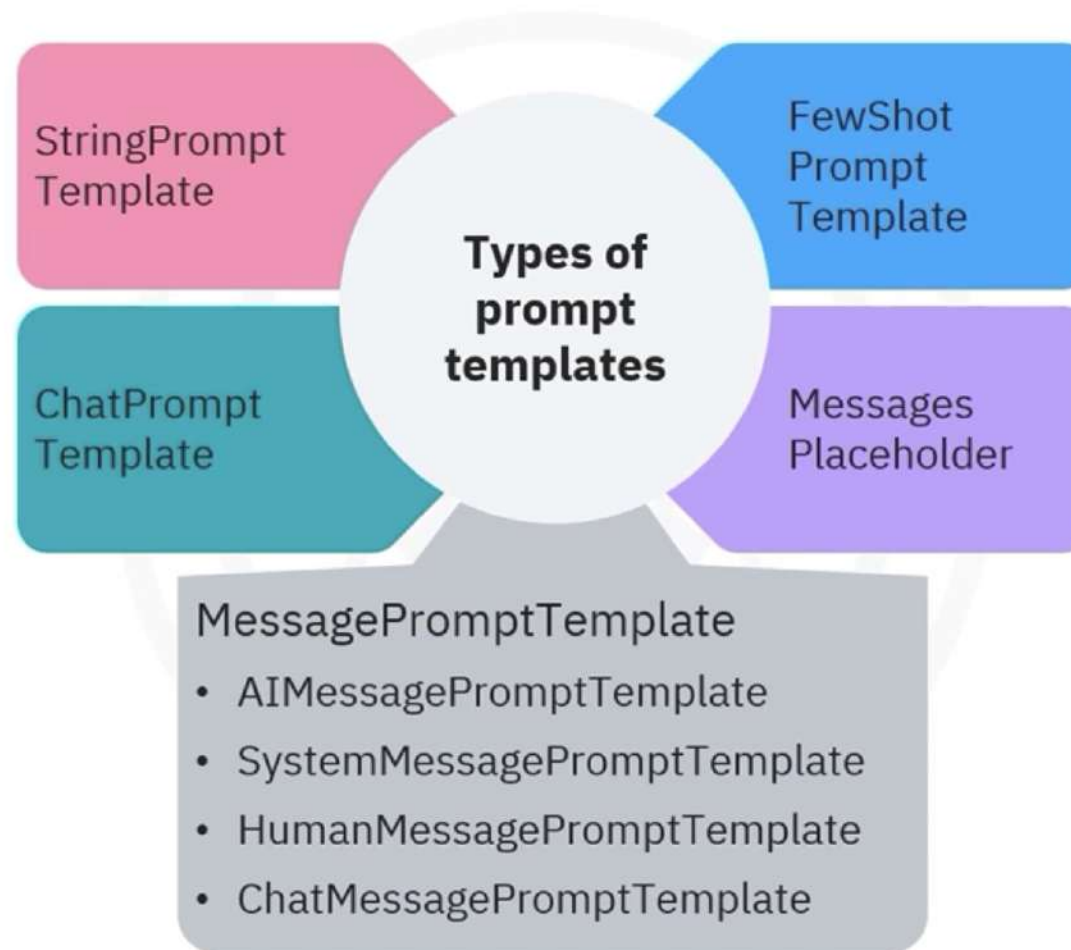 StringPrompt
Template
FewShot
Prompt
Template
Types of
prompt
templates
ChatPrompt
Template
Messages
Placeholder
MessagePromptTemplate
• AIMessagePromptTemplate
• SystemMessagePromptTemplate
• HumanMessagePromptTemplate
• ChatMessagePromptTemplate